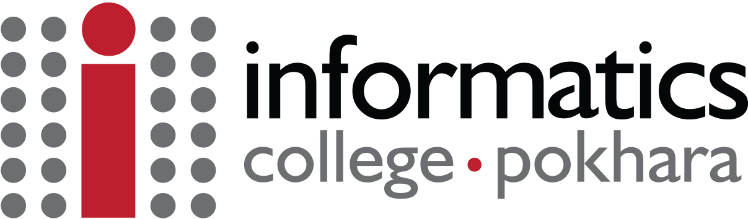 informatics
college • pokhara